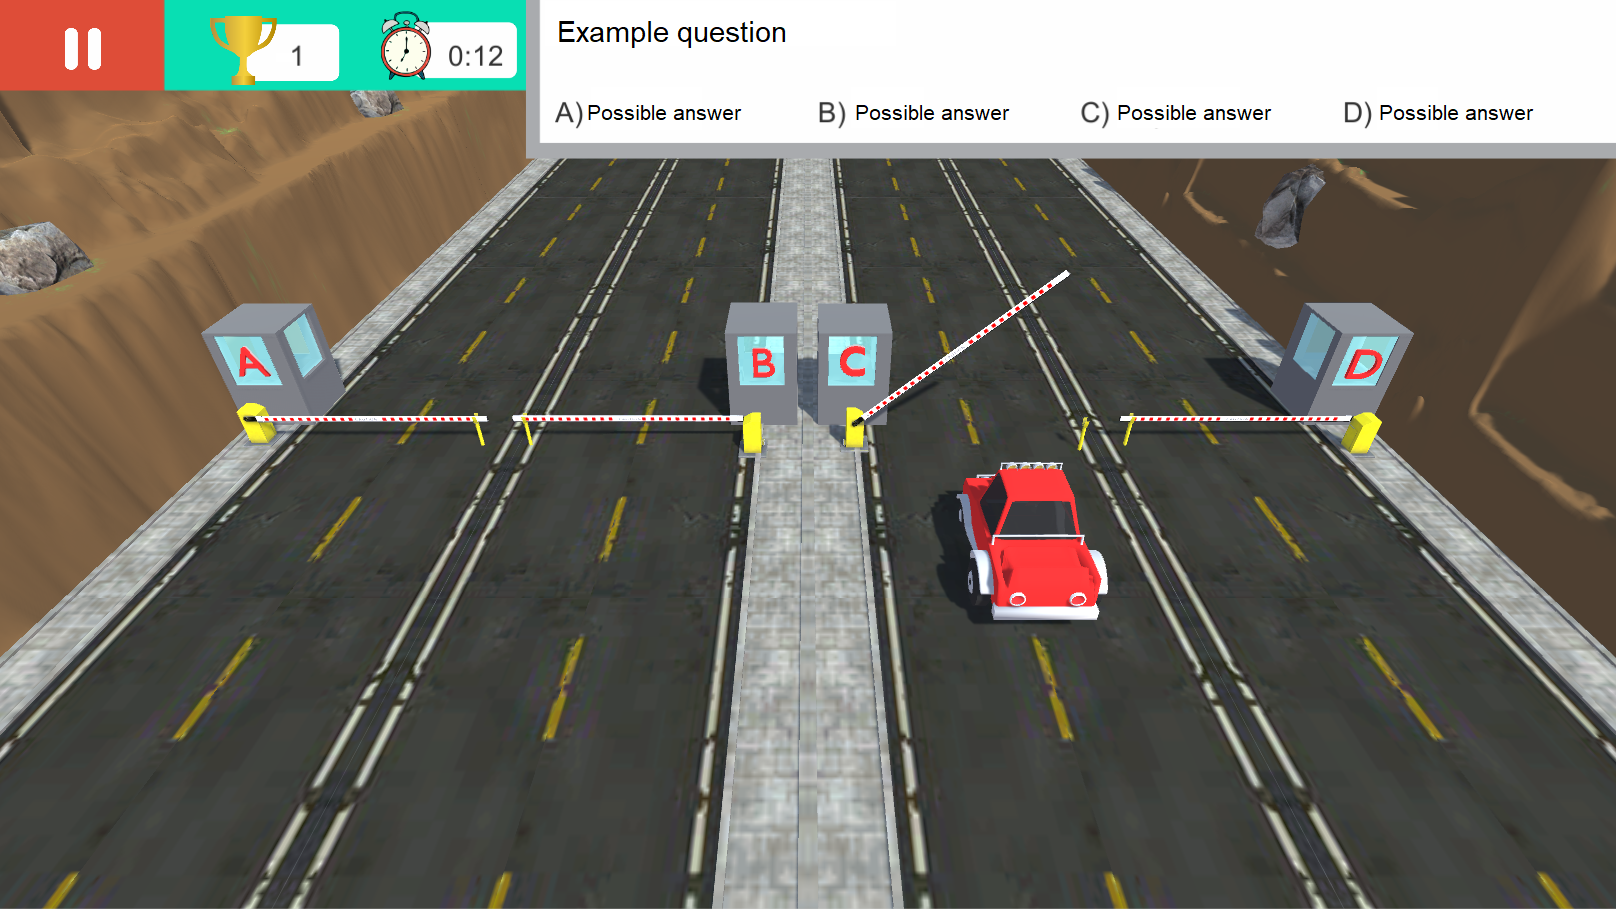 1
0:12
Example question
A) Possible answer
B) Possible answer
C) Possible answer
D) Possible answer
A
B
C
D